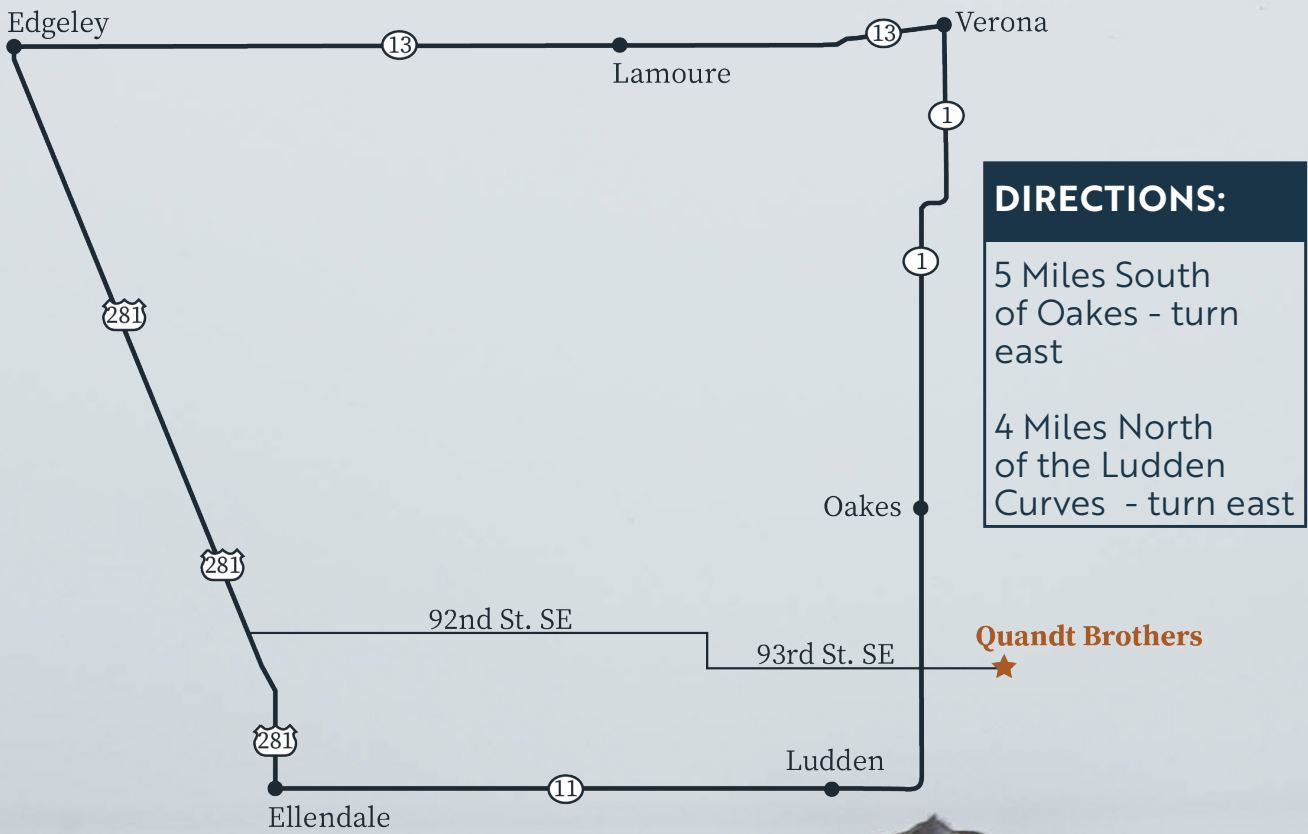 Edgeley
13
13
Verona
Lamoure
1
DIRECTIONS:
1
5 Miles South
of Oakes - turn
east
281
4 Miles North
of the Ludden
Curves - turn east
Oakes
281
92nd St. SE
93rd St. SE
Quandt Brothers
281
Ludden
11
Ellendale